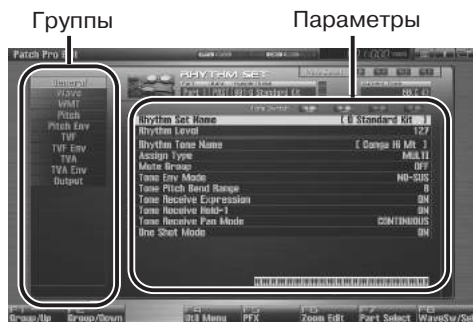 Группы
Параметры
Patch Pro Edit
RHYTHM SET
General
Wave
WMT
Pitch
Pitch Env
TVF
TVF Env
TVA
TVA Env
Output
Tone Switch
Rhythm Set Name [ G Standard Kit ]
Rhythm Level 127
Rhythm Tone Name [ Conga Hi Mt ]
Assign Type MULTI
Mute Group OFF
Tone Env Mode NO-SUS
Tone Pitch Bend Range
Tone Receive Expression ON
Tone Receive Hold-1 ON
Tone Receive Pan Mode CONTINUOUS
One Shot Mode ON
Group/Up Group/Down Util Menu PFX Zoom Edit Part Select